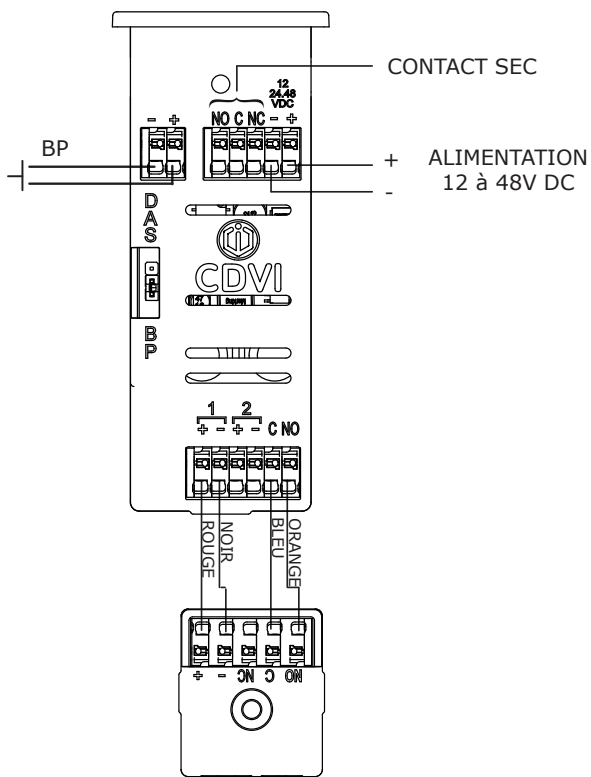 CONTACT SEC
12
24.48
VDC
NO C NC - +
- +
BP
+ ALIMENTATION
12 à 48V DC
-
D
A
S
CDVI
B
P
1 2
+ - + - C NO
ROUGE
NOIR
BLEU
ORANGE
+ - NC C NO